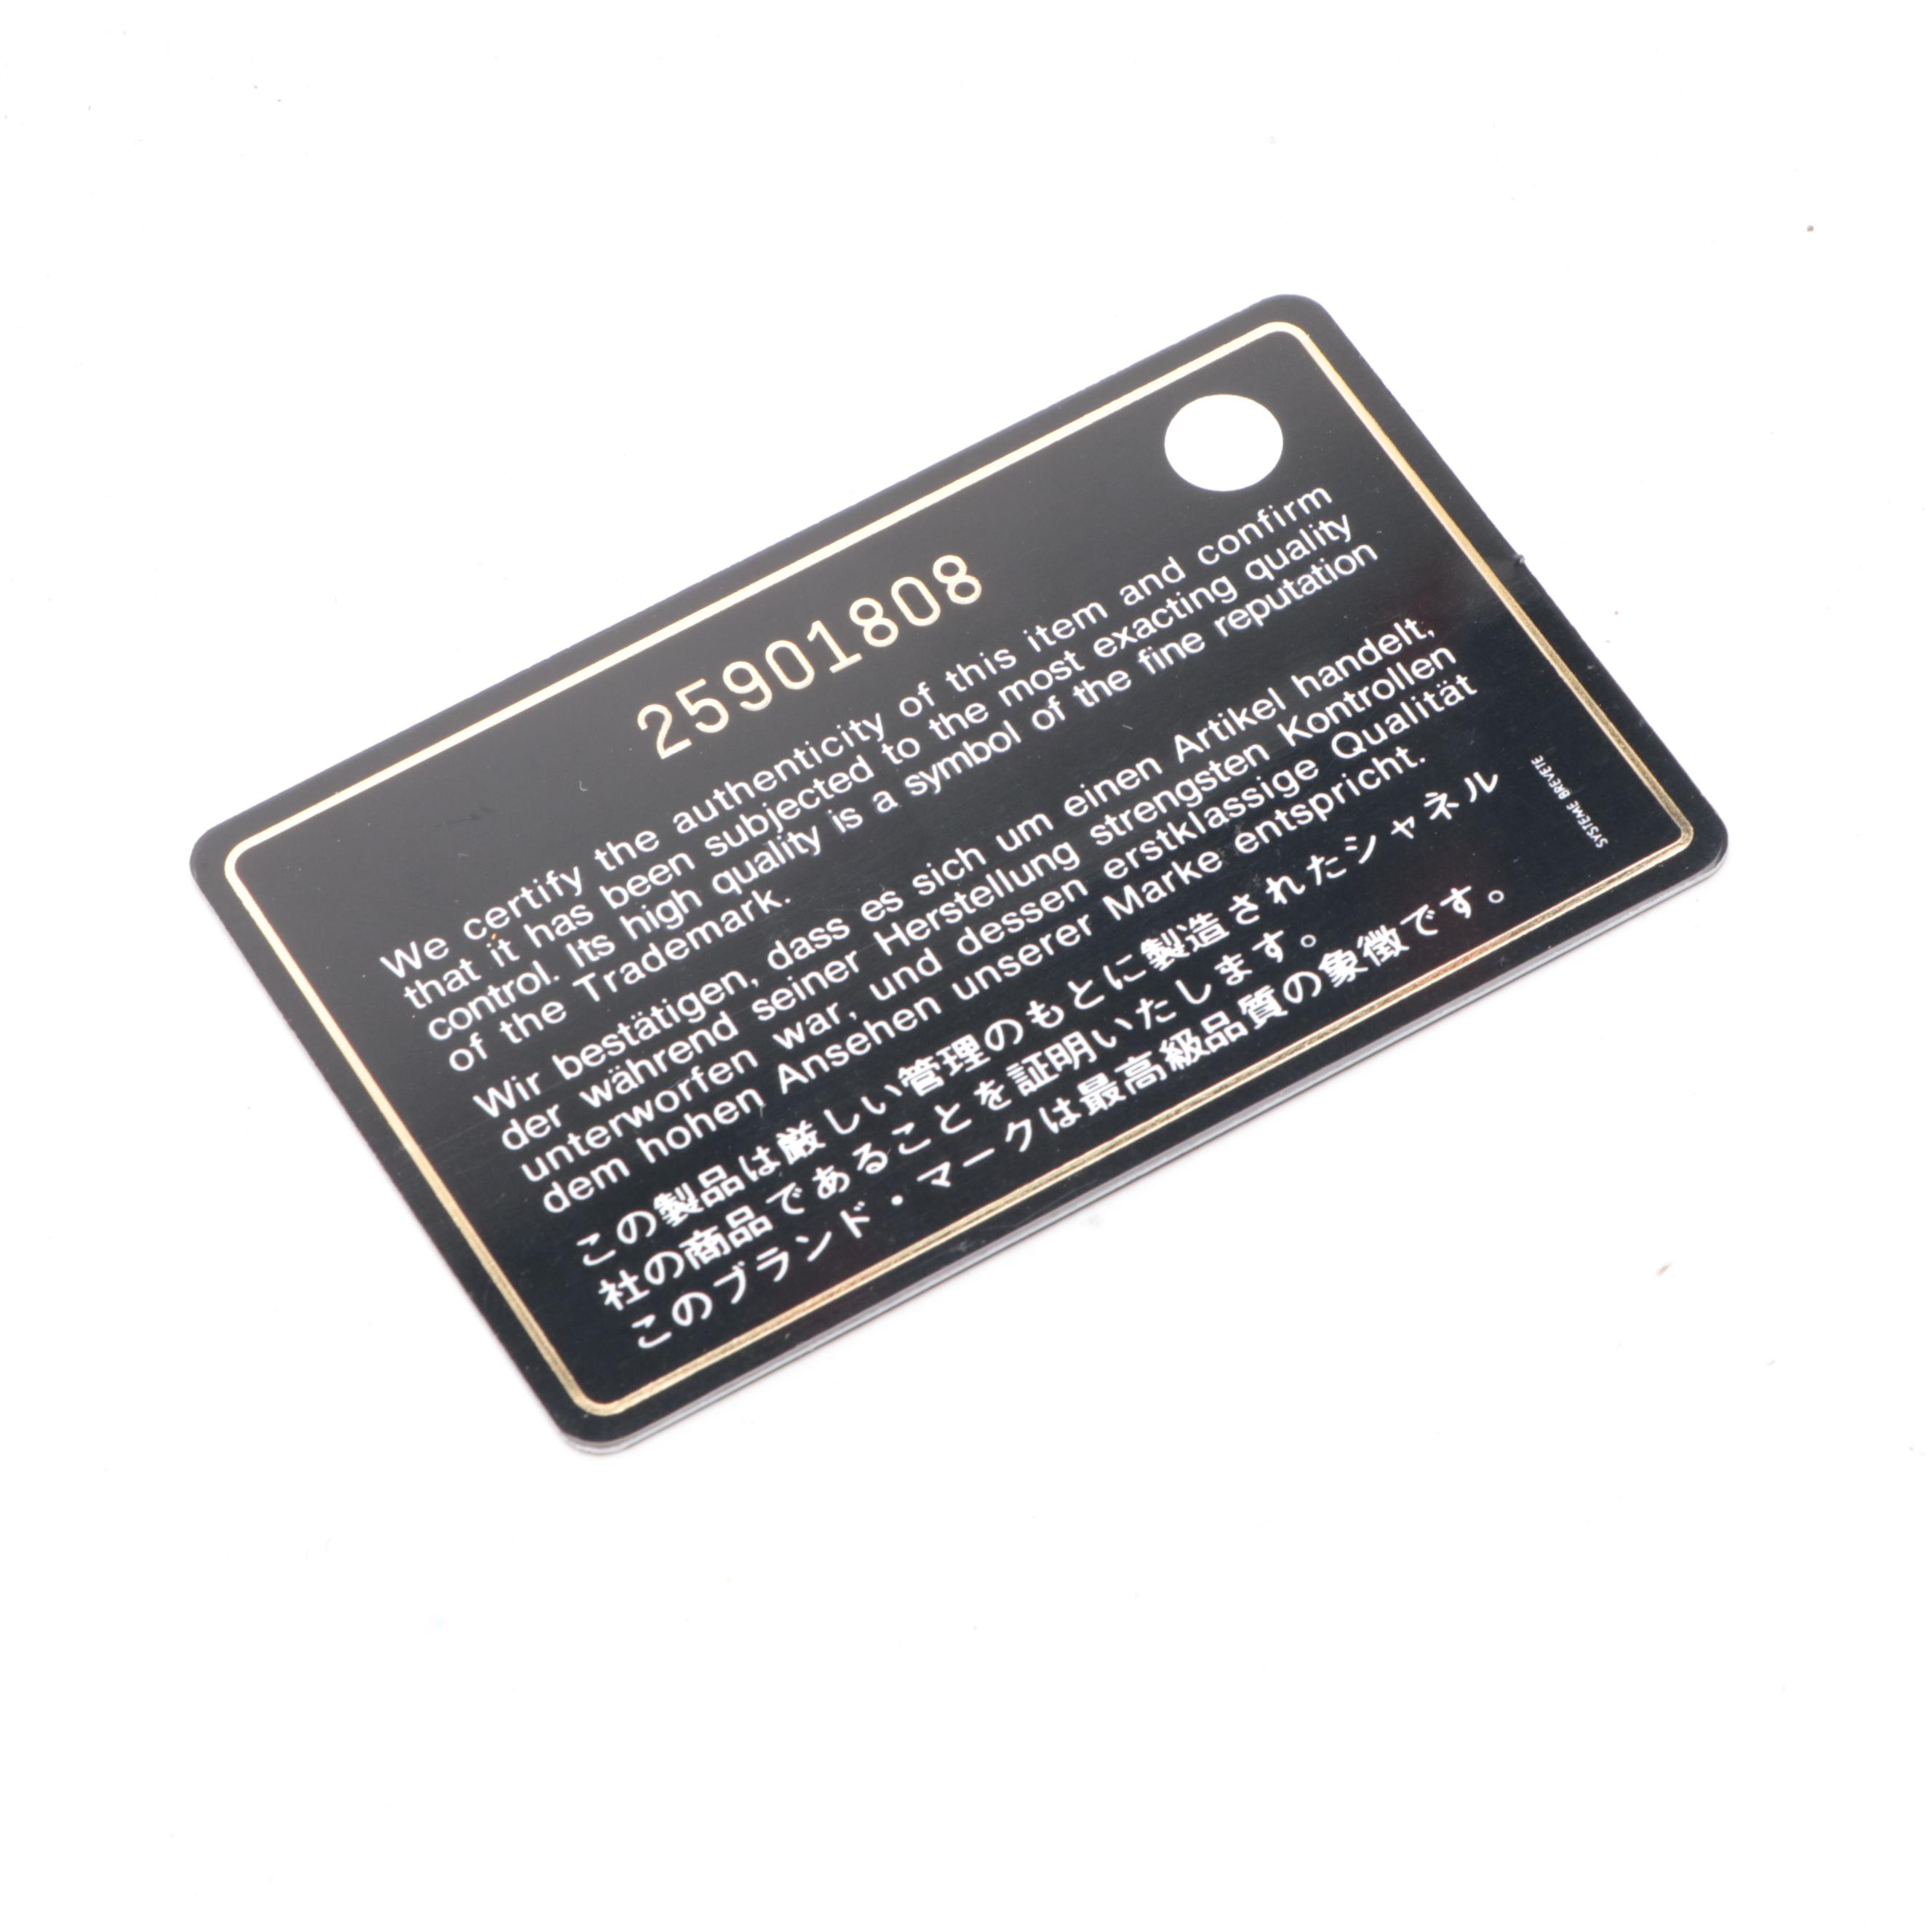 25901808
We certify the authenticity of this item and confirm
that it has been subjected to the most exacting quality
control. Its high quality is a symbol of the fine reputation
of the Trademark.
Wir bestätigen, dass es sich um einen Artikel handelt,
der während seiner Herstellung strengsten Kontrollen
unterworfen war, und dessen erstklassige Qualität
dem hohen Ansehen unserer Marke entspricht.
この製品は厳しい管理のもとに製造されたシャネル
社の商品であることを証明いたします。
このブランド・マークは最高級品質の象徴です。
SYSTEME BREVETE